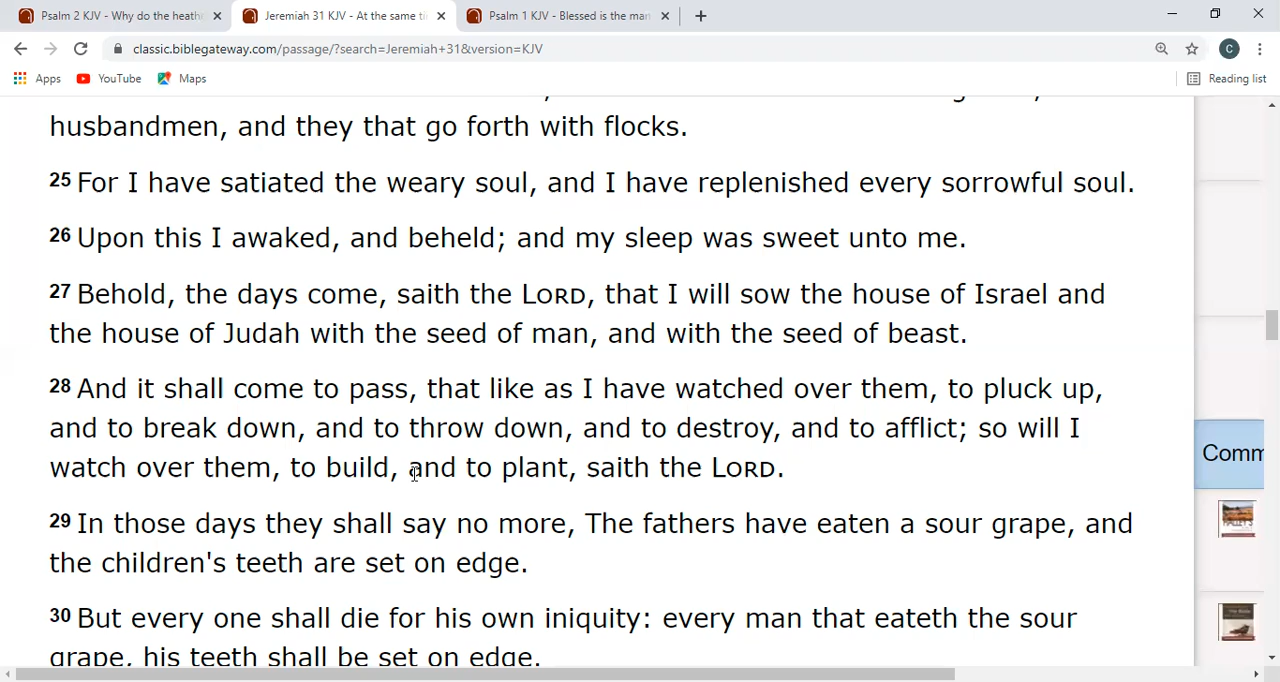 Psalm 2 KJV - Why do the heath
Jeremiah 31 KJV - At the same ti
Psalm 1 KJV - Blessed is the man
classic.biblegateway.com/passage/?search=Jeremiah+31&version=KJV
C
Apps YouTube Maps Reading list
husbandmen, and they that go forth with flocks.
25 For I have satiated the weary soul, and I have replenished every sorrowful soul.
26 Upon this I awaked, and beheld; and my sleep was sweet unto me.
27 Behold, the days come, saith the LORD, that I will sow the house of Israel and
the house of Judah with the seed of man, and with the seed of beast.
28 And it shall come to pass, that like as I have watched over them, to pluck up,
and to break down, and to throw down, and to destroy, and to afflict; so will I
watch over them, to build, and to plant, saith the LORD.
Comm
29 In those days they shall say no more, The fathers have eaten a sour grape, and
the children's teeth are set on edge.
30 But every one shall die for his own iniquity: every man that eateth the sour
grape, his teeth shall be set on edge.